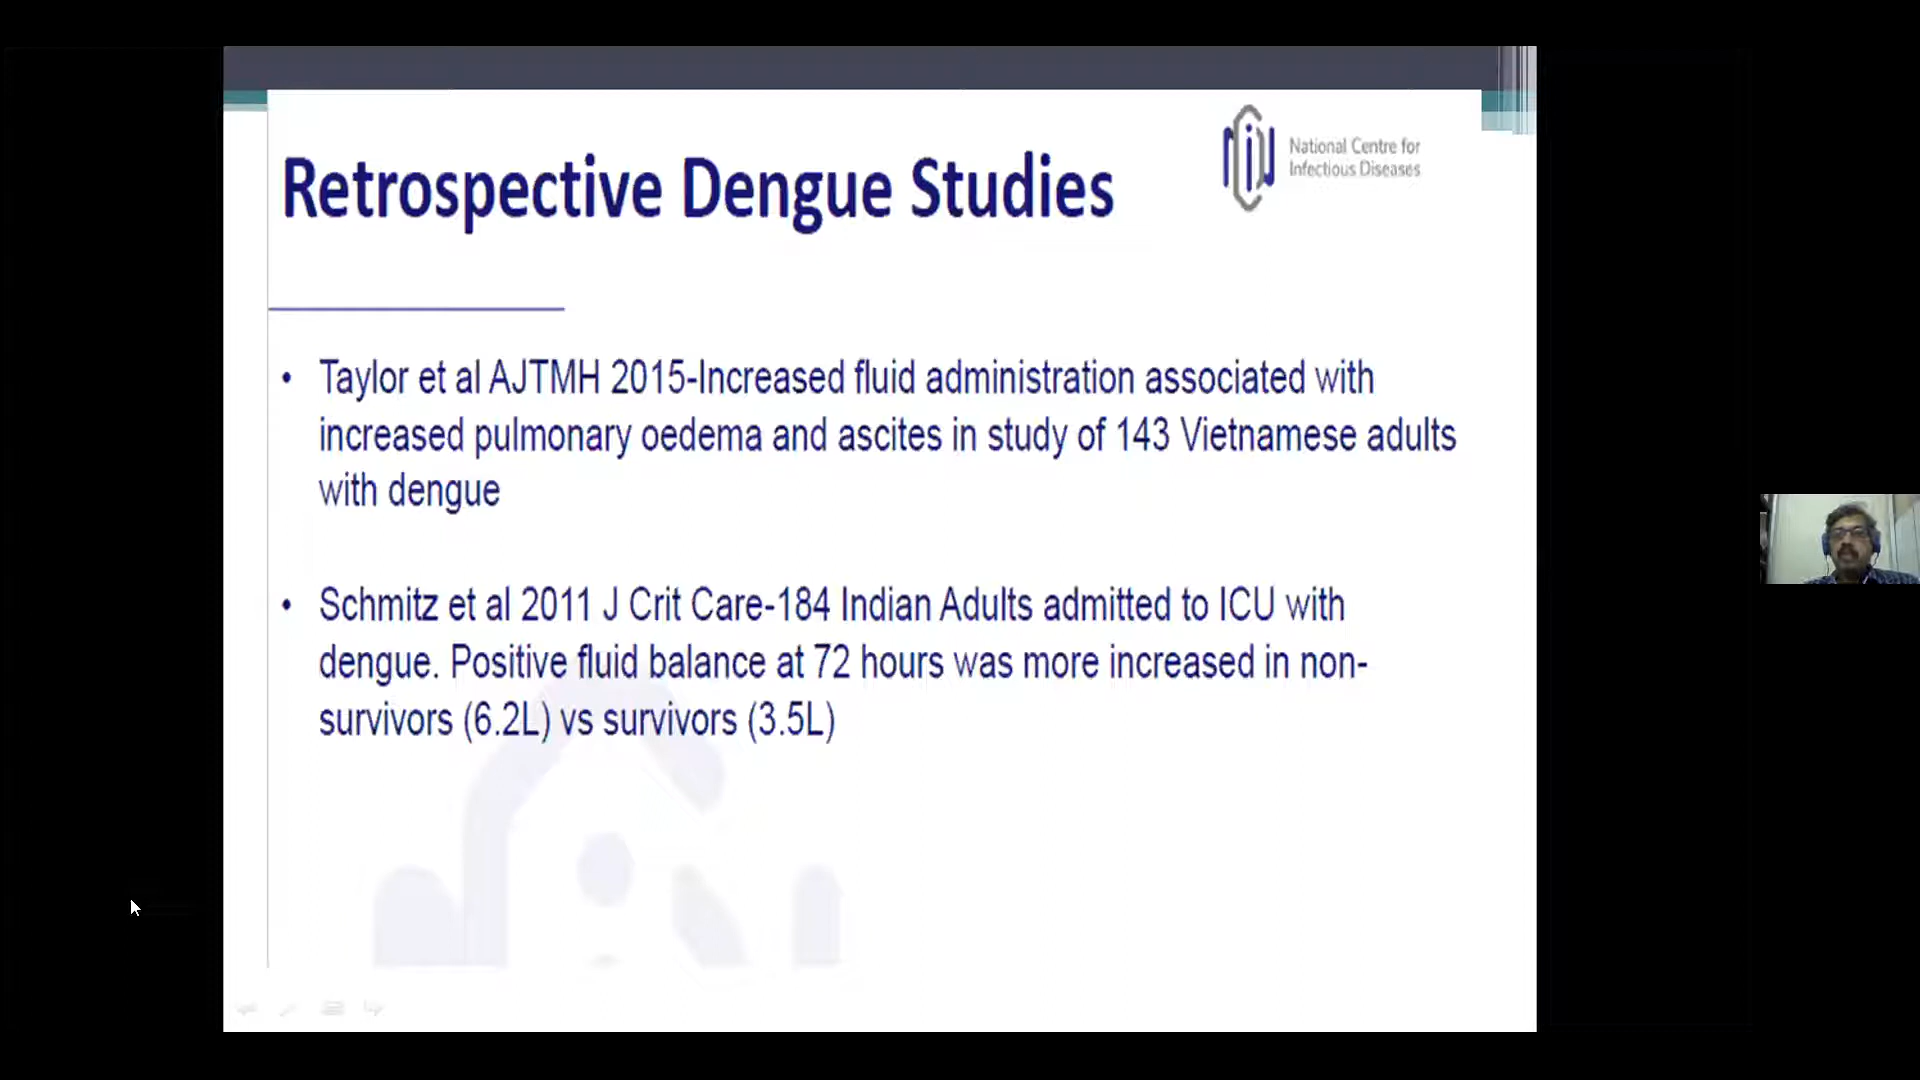 Retrospective Dengue Studies
National Centre for
Infectious Diseases
• Taylor et al AJTMH 2015-Increased fluid administration associated with
increased pulmonary oedema and ascites in study of 143 Vietnamese adults
with dengue
• Schmitz et al 2011 J Crit Care-184 Indian Adults admitted to ICU with
dengue. Positive fluid balance at 72 hours was more increased in non-
survivors (6.2L) vs survivors (3.5L)